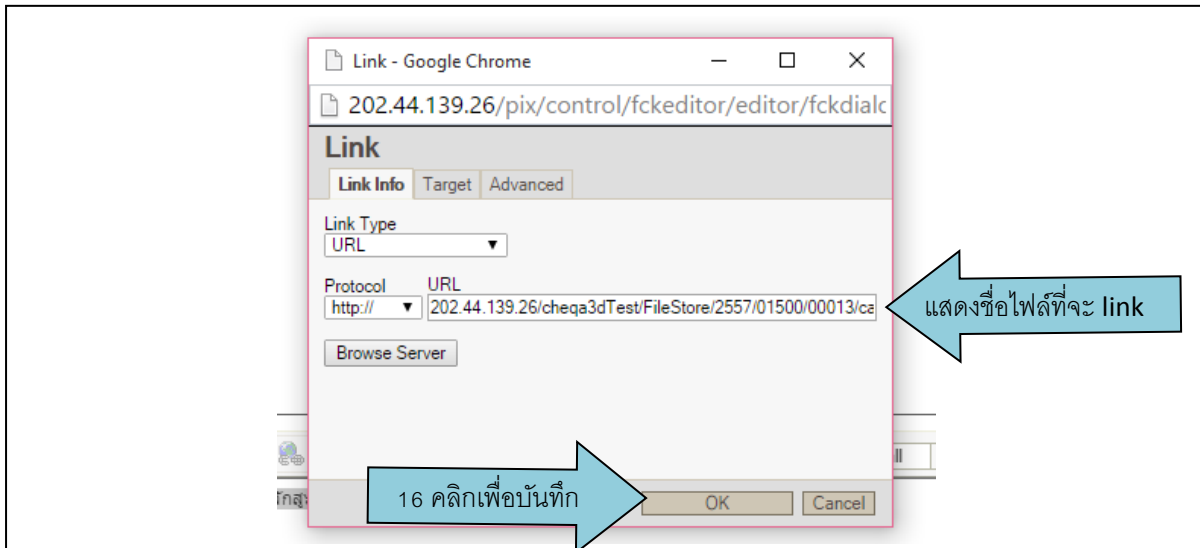 Link - Google Chrome
202.44.139.26/pix/control/fckeditor/editor/fckdialo
Link
Link Info Target Advanced
Link Type
URL
Protocol URL
http:// 202.44.139.26/cheqa3dTest/FileStore/2557/01500/00013/ca
แสดงชื่อไฟล์ที่จะ link
Browse Server
16 คลิกเพื่อบันทึก
OK Cancel